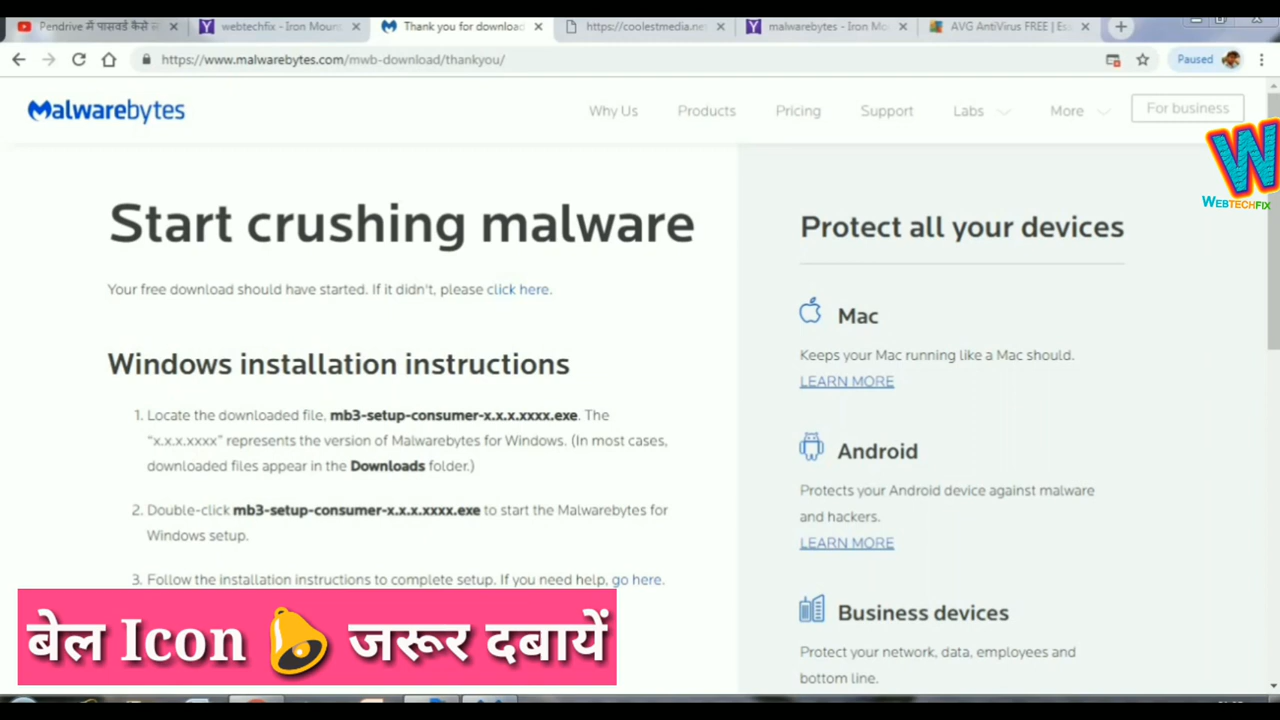 Pendrive में पासवर्ड कैसे
webtechfix - Iron Moun
Thank you for downloa
https://coolestmedia.ne
malwarebytes - Iron Mo
AVG AntiVirus FREE | Es
https://www.malwarebytes.com/mwb-download/thankyou/
Paused
Malwarebytes
Why Us
Products
Pricing
Support
Labs
More
For business
W
WEBTECHFIX
Start crushing malware
Your free download should have started. If it didn't, please click here.
Windows installation instructions
1. Locate the downloaded file, mb3-setup-consumer-x.x.x.xxxx.exe. The
"x.x.x.xxxx" represents the version of Malwarebytes for Windows. (In most cases,
downloaded files appear in the Downloads folder.)
2. Double-click mb3-setup-consumer-x.x.x.xxxx.exe to start the Malwarebytes for
Windows setup.
3. Follow the installation instructions to complete setup. If you need help, go here.
Protect all your devices
Mac
Keeps your Mac running like a Mac should.
LEARN MORE
Android
Protects your Android device against malware
and hackers.
LEARN MORE
Business devices
Protect your network, data, employees and
bottom line.
बेल Icon जरूर दबायें